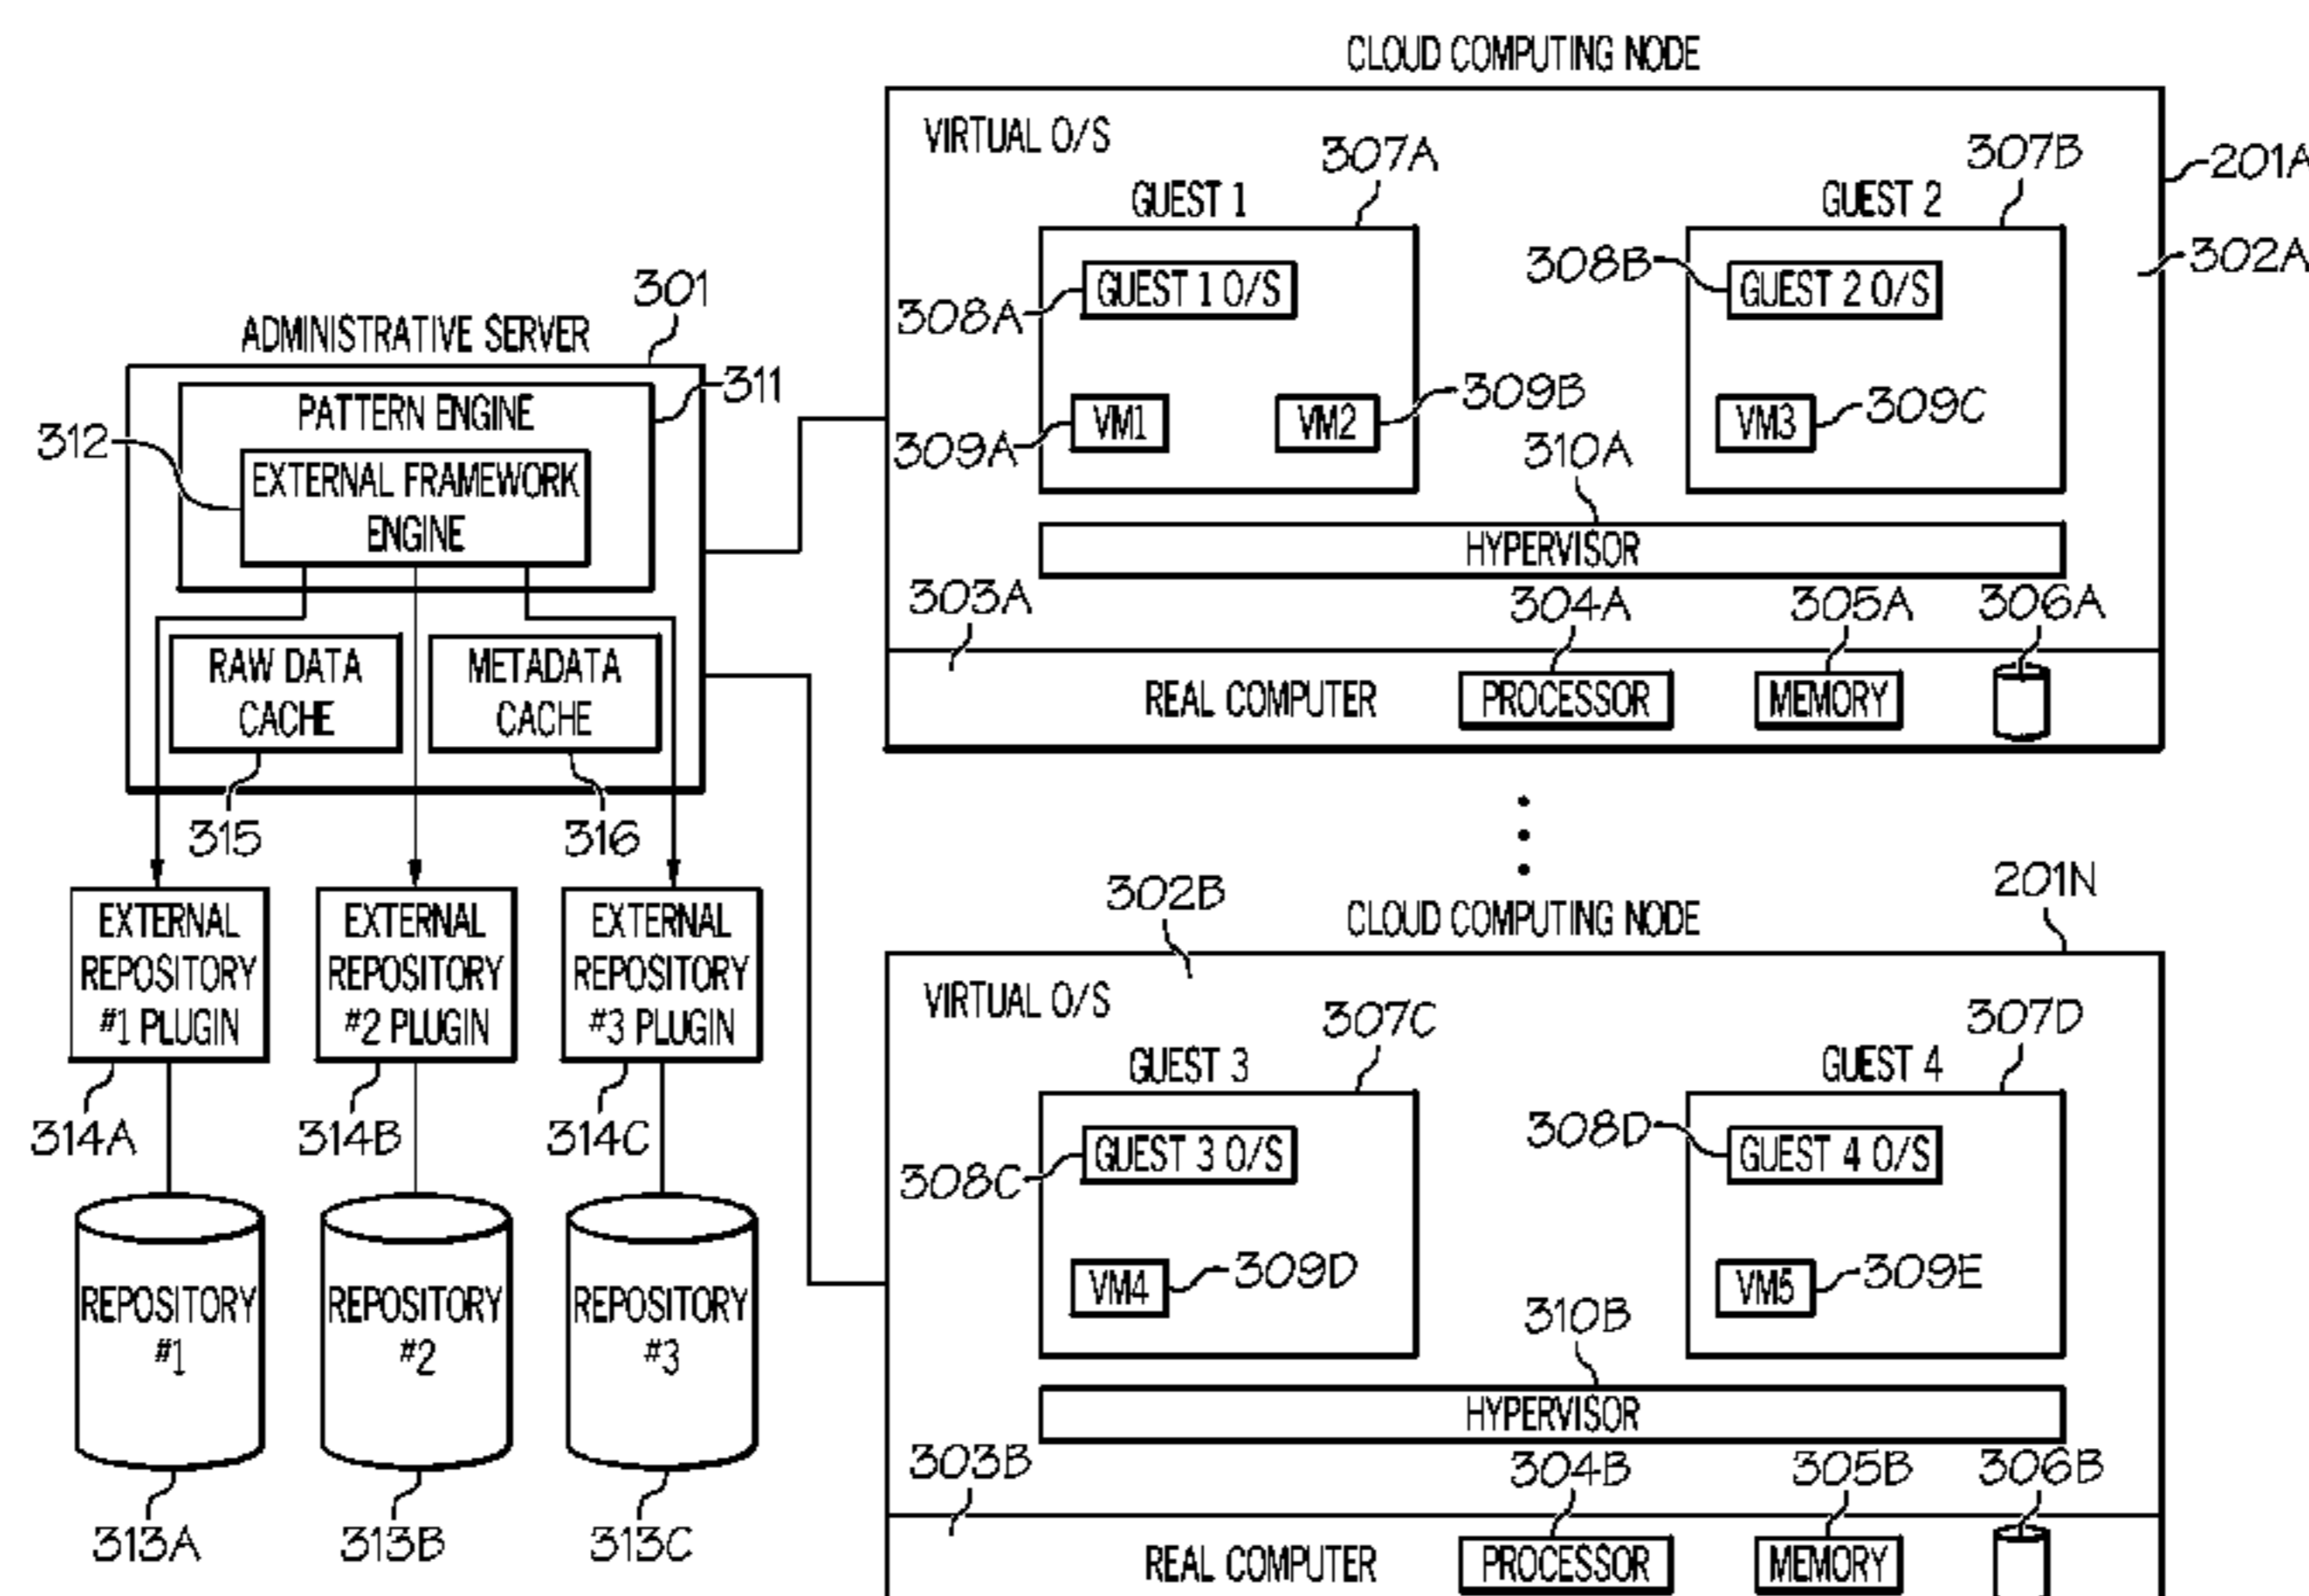 CLOUD COMPUTING NODE
VIRTUAL O/S
307A
307B
201A
GUEST 1
GUEST 2
302A
308A
GUEST 1 O/S
308B
GUEST 2 O/S
309A
VM1
VM2
309B
VM3
309C
310A
HYPERVISOR
303A
304A
305A
306A
REAL COMPUTER
PROCESSOR
MEMORY
301
ADMINISTRATIVE SERVER
311
PATTERN ENGINE
312
EXTERNAL FRAMEWORK
ENGINE
RAW DATA
CACHE
METADATA
CACHE
315
316
EXTERNAL
REPOSITORY
#1 PLUGIN
EXTERNAL
REPOSITORY
#2 PLUGIN
EXTERNAL
REPOSITORY
#3 PLUGIN
314A
314B
314C
REPOSITORY
#1
REPOSITORY
#2
REPOSITORY
#3
313A
313B
313C
302B
201N
CLOUD COMPUTING NODE
VIRTUAL O/S
307C
307D
GUEST 3
GUEST 4
308C
GUEST 3 O/S
308D
GUEST 4 O/S
VM4
309D
VM5
309E
310B
HYPERVISOR
303B
304B
305B
306B
REAL COMPUTER
PROCESSOR
MEMORY